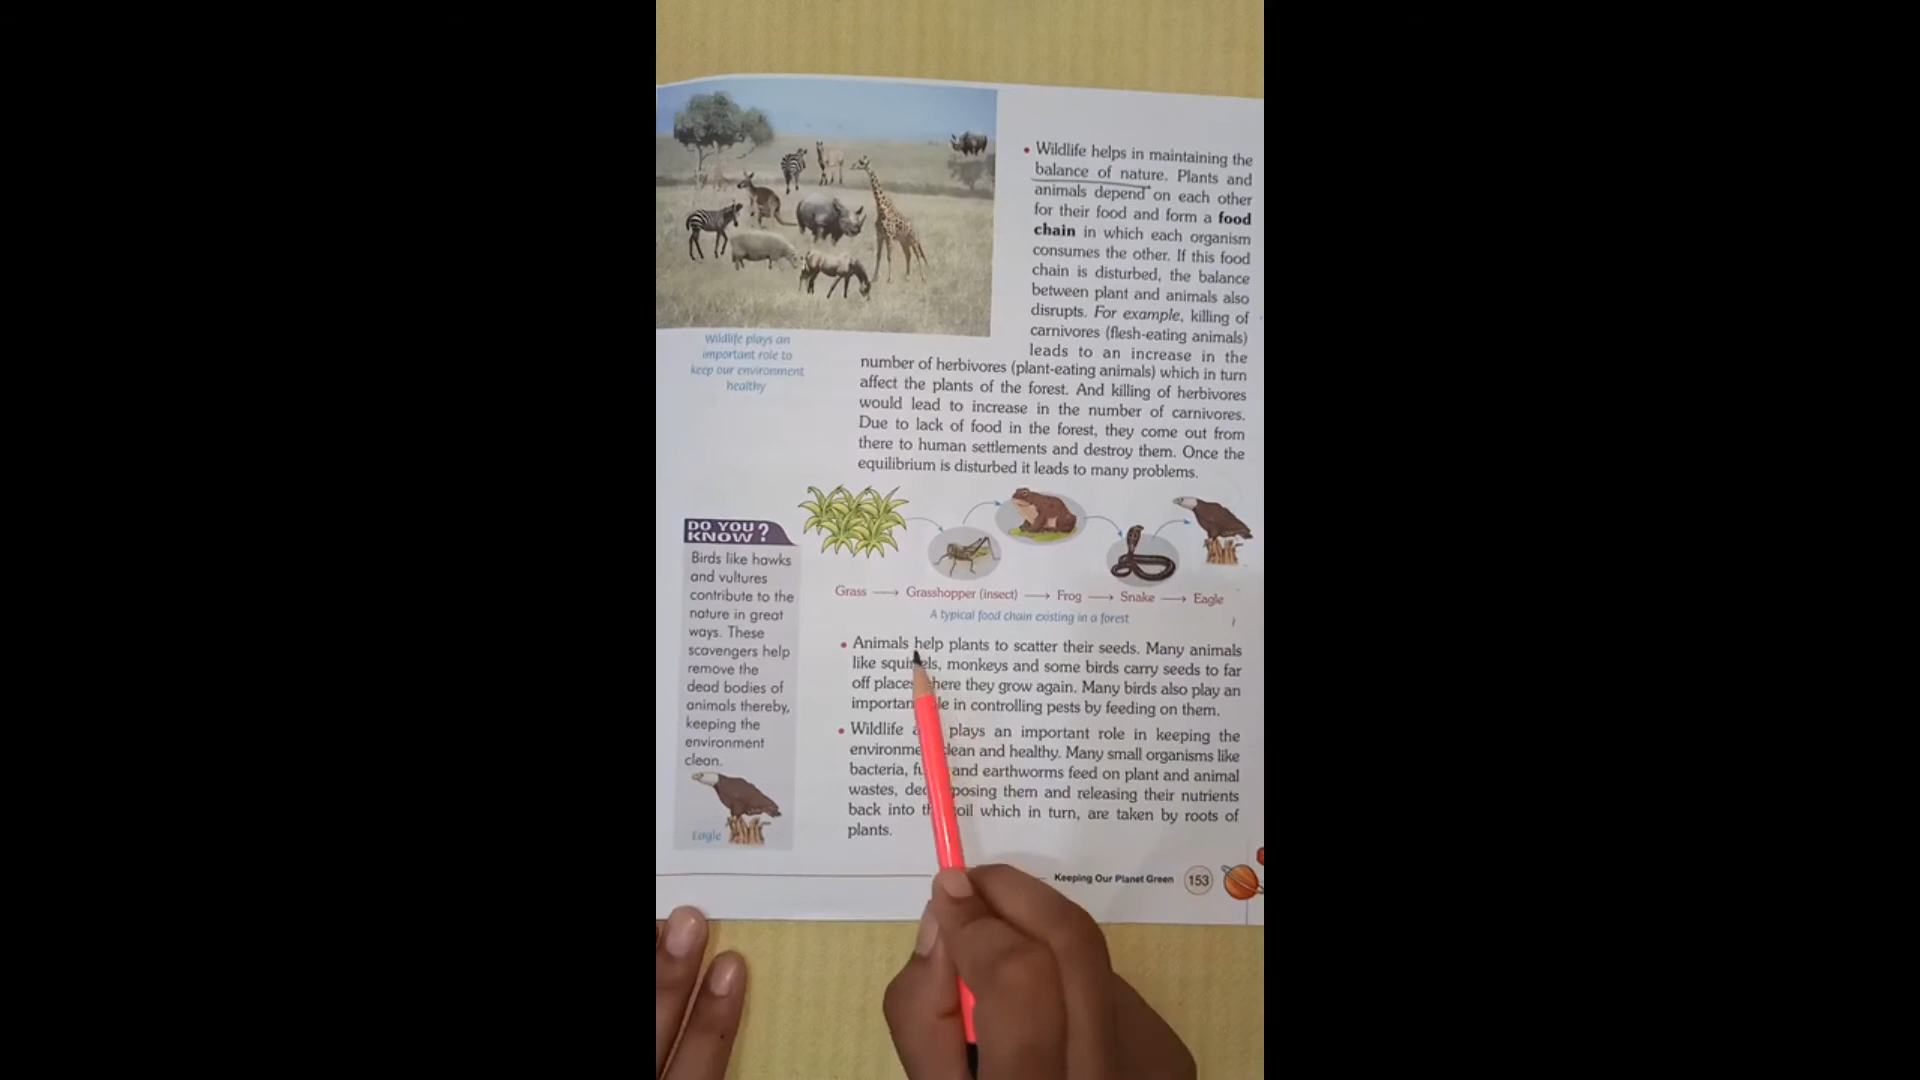 Wildlife plays an
important role to
keep our environment
healthy
• Wildlife helps in maintaining the
balance of nature. Plants and
animals depend on each other
for their food and form a food
chain in which each organism
consumes the other. If this food
chain is disturbed, the balance
between plant and animals also
disrupts. For example, killing of
carnivores (flesh-eating animals)
leads to an increase in the
number of herbivores (plant-eating animals) which in turn
affect the plants of the forest. And killing of herbivores
would lead to increase in the number of carnivores.
Due to lack of food in the forest, they come out from
there to human settlements and destroy them. Once the
equilibrium is disturbed it leads to many problems.
Grass → Grasshopper (insect) → Frog → Snake → Eagle
A typical food chain existing in a forest
DO YOU
KNOW?
Birds like hawks
and vultures
contribute to the
nature in great
ways. These
scavengers help
remove the
dead bodies of
animals thereby,
keeping the
environment
clean.
Eagle
• Animals help plants to scatter their seeds. Many animals
like squirrels, monkeys and some birds carry seeds to far
off places where they grow again. Many birds also play an
important role in controlling pests by feeding on them.
• Wildlife plays an important role in keeping the
environment clean and healthy. Many small organisms like
bacteria, and earthworms feed on plant and animal
wastes, decomposing them and releasing their nutrients
back into the soil which in turn, are taken by roots of
plants.
Keeping Our Planet Green 153